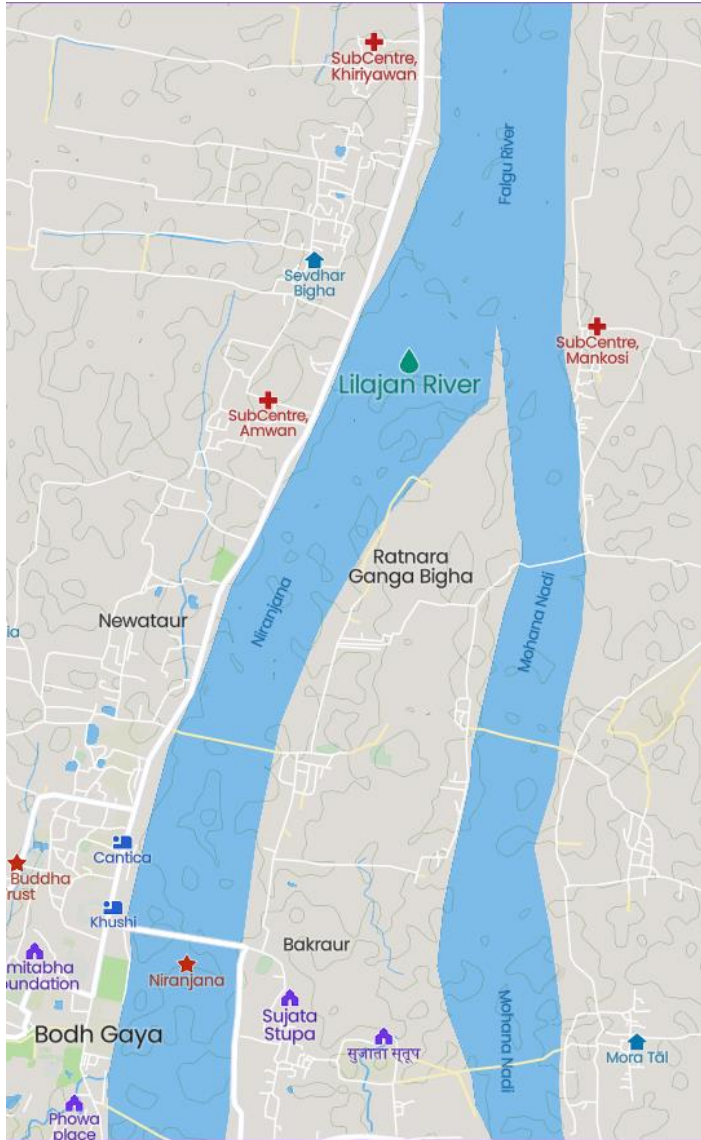 SubCentre,
Khiriyawan
Falgu River
Sevdhar
Bigha
SubCentre,
Mankosi
Lilajan River
SubCentre,
Amwan
Ratnara
Ganga Bigha
Niranjana
Mohana Nadi
Newataur
ia
Cantica
Buddha
rust
Khushi
Bakraur
mitabha
oundation
Niranjana
Sujata
Stupa
Mohana Nadi
Bodh Gaya
सुजाता स्तूप
Mora Tāl
Phowa
place